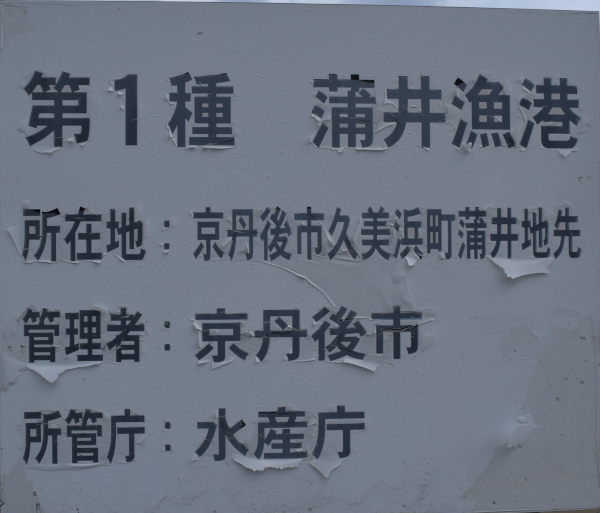 第1種　蒲井漁港
所在地：京丹後市久美浜町蒲井地先
管理者：京丹後市
所管庁：水産庁